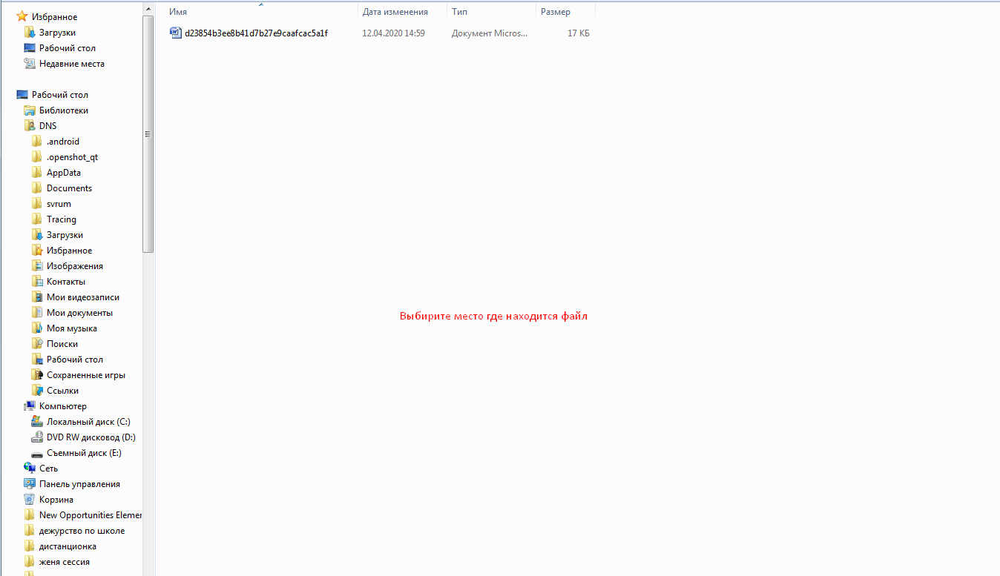 Избранное
Загрузки
Рабочий стол
Недавние места
Рабочий стол
Библиотеки
DNS
.android
.openshot_qt
AppData
Documents
svrum
Tracing
Загрузки
Избранное
Изображения
Контакты
Мои видеозаписи
Мои документы
Моя музыка
Поиски
Рабочий стол
Сохраненные игры
Ссылки
Компьютер
Локальный диск (C:)
DVD RW дисковод (D:)
Съемный диск (E:)
Сеть
Панель управления
Корзина
New Opportunities Elemer
дежурство по школе
дистанционка
женя сессия
Имя Дата изменения Тип Размер
d23854b3ee8b41d7b27e9caafcac5a1f 12.04.2020 14:59 Документ Micros... 17 КБ
Выбирите место где находится файл